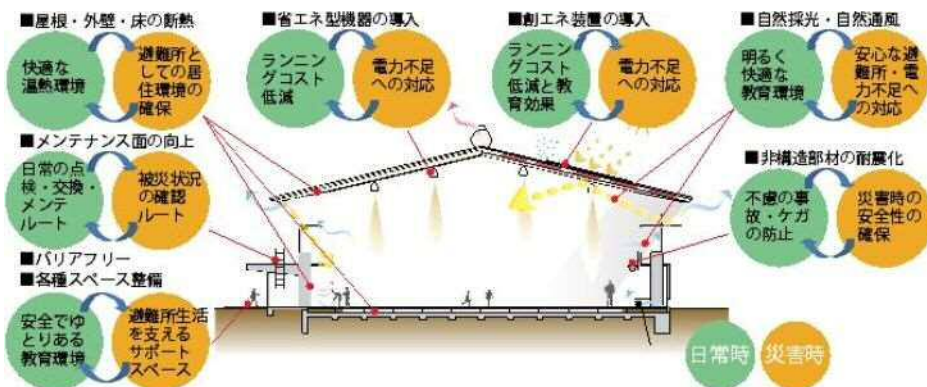 ■屋根・外壁・床の断熱
快適な
温熱環境
避難所と
しての居
住環境の
確保
■省エネ型機器の導入
ランニン
グコスト
低減
電力不足
への対応
■創エネ装置の導入
ランニン
グコスト
低減と教
育効果
電力不足
への対応
■自然採光・自然通風
明るく
快適な
教育環境
安心な避
難所・電
力不足へ
の対応
■メンテナンス面の向上
日常の点
検・交換・
メンテ
ルート
被災状況
の確認
ルート
■非構造部材の耐震化
不慮の事
故・ケガ
の防止
災害時の
安全性の
確保
■バリアフリー
■各種スペース整備
安全でゆ
とりある
教育環境
避難所生活
を支える
サポート
スペース
日常時
災害時